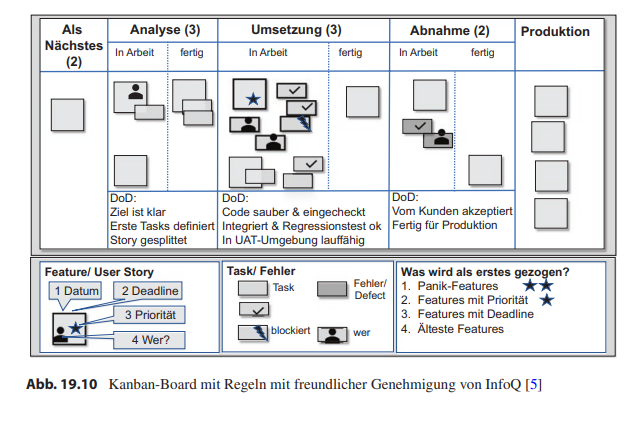 Als
Nächstes
(2)
Analyse (3)
Umsetzung (3)
Abnahme (2)
Produktion
In Arbeit
fertig
In Arbeit
fertig
In Arbeit
fertig
DoD:
Ziel ist klar
Erste Tasks definiert
Story gesplittet
DoD:
Code sauber & eingecheckt
Integriert & Regressionstest ok
In UAT-Umgebung lauffähig
DoD:
Vom Kunden akzeptiert
Fertig für Produktion
Feature/ User Story
1 Datum
2 Deadline
3 Priorität
4 Wer?
Task/ Fehler
Task
Fehler/
Defect
blockiert
wer
Was wird als erstes gezogen?
1. Panik-Features
2. Features mit Priorität
3. Features mit Deadline
4. Älteste Features
Abb. 19.10 Kanban-Board mit Regeln mit freundlicher Genehmigung von InfoQ [5]